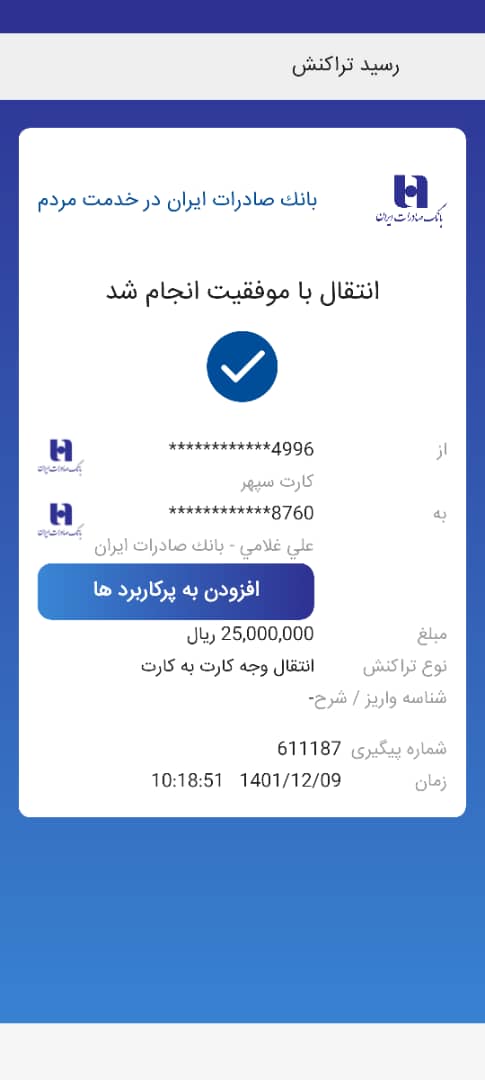 رسید تراکنش
بانك صادرات ایران در خدمت مردم
بانک صادرات ایران
انتقال با موفقیت انجام شد
از ************4996
بانک صادرات ایران
کارت سپهر
به ************8760
بانک صادرات ایران
علي غلامي - بانك صادرات ایران
افزودن به پرکاربرد ها
مبلغ 25,000,000 ریال
نوع تراکنش انتقال وجه کارت به کارت
شناسه واریز / شرح-
شماره پیگیری 611187
زمان 1401/12/09 10:18:51